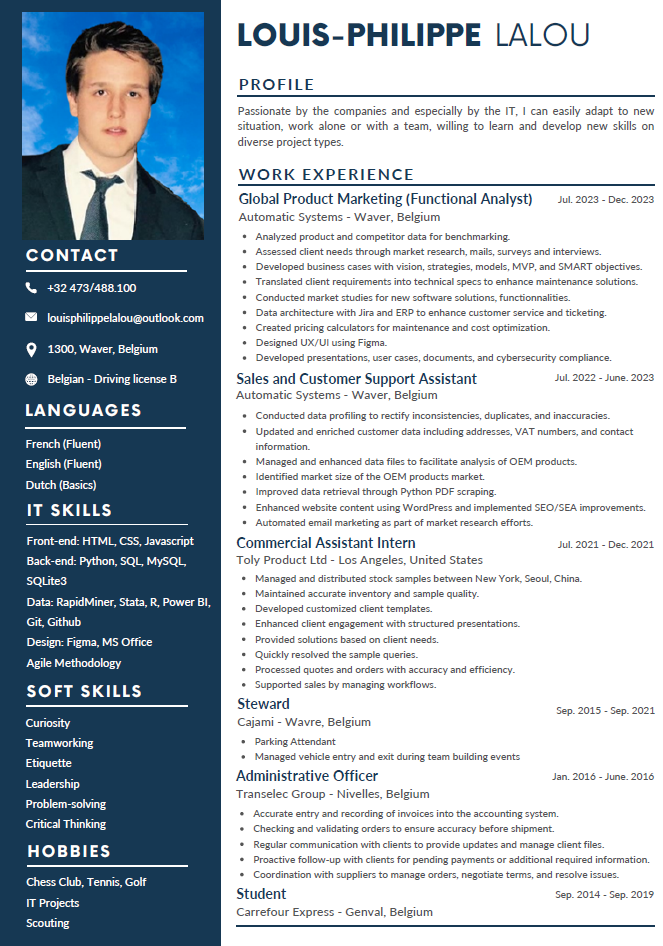 LOUIS-PHILIPPE LALOU
CONTACT
+32 473/488.100
louisphilippelalou@outlook.com
1300, Waver, Belgium
Belgian - Driving license B
LANGUAGES
French (Fluent)
English (Fluent)
Dutch (Basics)
IT SKILLS
Front-end: HTML, CSS, Javascript
Back-end: Python, SQL, MySQL,
SQLite3
Data: RapidMiner, Stata, R, Power BI,
Git, Github
Design: Figma, MS Office
Agile Methodology
SOFT SKILLS
Curiosity
Teamworking
Etiquette
Leadership
Problem-solving
Critical Thinking
HOBBIES
Chess Club, Tennis, Golf
IT Projects
Scouting
PROFILE
Passionate by the companies and especially by the IT, I can easily adapt to new
situation, work alone or with a team, willing to learn and develop new skills on
diverse project types.
WORK EXPERIENCE
Global Product Marketing (Functional Analyst) Jul. 2023 - Dec. 2023
Automatic Systems - Waver, Belgium
• Analyzed product and competitor data for benchmarking.
• Assessed client needs through market research, mails, surveys and interviews.
• Developed business cases with vision, strategies, models, MVP, and SMART objectives.
• Translated client requirements into technical specs to enhance maintenance solutions.
• Conducted market studies for new software solutions, functionnalities.
• Data architecture with Jira and ERP to enhance customer service and ticketing.
• Created pricing calculators for maintenance and cost optimization.
• Designed UX/UI using Figma.
• Developed presentations, user cases, documents, and cybersecurity compliance.
Sales and Customer Support Assistant Jul. 2022 - June. 2023
Automatic Systems - Waver, Belgium
• Conducted data profiling to rectify inconsistencies, duplicates, and inaccuracies.
• Updated and enriched customer data including addresses, VAT numbers, and contact
information.
• Managed and enhanced data files to facilitate analysis of OEM products.
• Identified market size of the OEM products market.
• Improved data retrieval through Python PDF scraping.
• Enhanced website content using WordPress and implemented SEO/SEA improvements.
• Automated email marketing as part of market research efforts.
Commercial Assistant Intern Jul. 2021 - Dec. 2021
Toly Product Ltd - Los Angeles, United States
• Managed and distributed stock samples between New York, Seoul, China.
• Maintained accurate inventory and sample quality.
• Developed customized client templates.
• Enhanced client engagement with structured presentations.
• Provided solutions based on client needs.
• Quickly resolved the sample queries.
• Processed quotes and orders with accuracy and efficiency.
• Supported sales by managing workflows.
Steward Sep. 2015 - Sep. 2021
Cajami - Wavre, Belgium
• Parking Attendant
• Managed vehicle entry and exit during team building events
Administrative Officer Jan. 2016 - June. 2016
Transelec Group - Nivelles, Belgium
• Accurate entry and recording of invoices into the accounting system.
• Checking and validating orders to ensure accuracy before shipment.
• Regular communication with clients to provide updates and manage client files.
• Proactive follow-up with clients for pending payments or additional required information.
• Coordination with suppliers to manage orders, negotiate terms, and resolve issues.
Student Sep. 2014 - Sep. 2019
Carrefour Express - Genval, Belgium